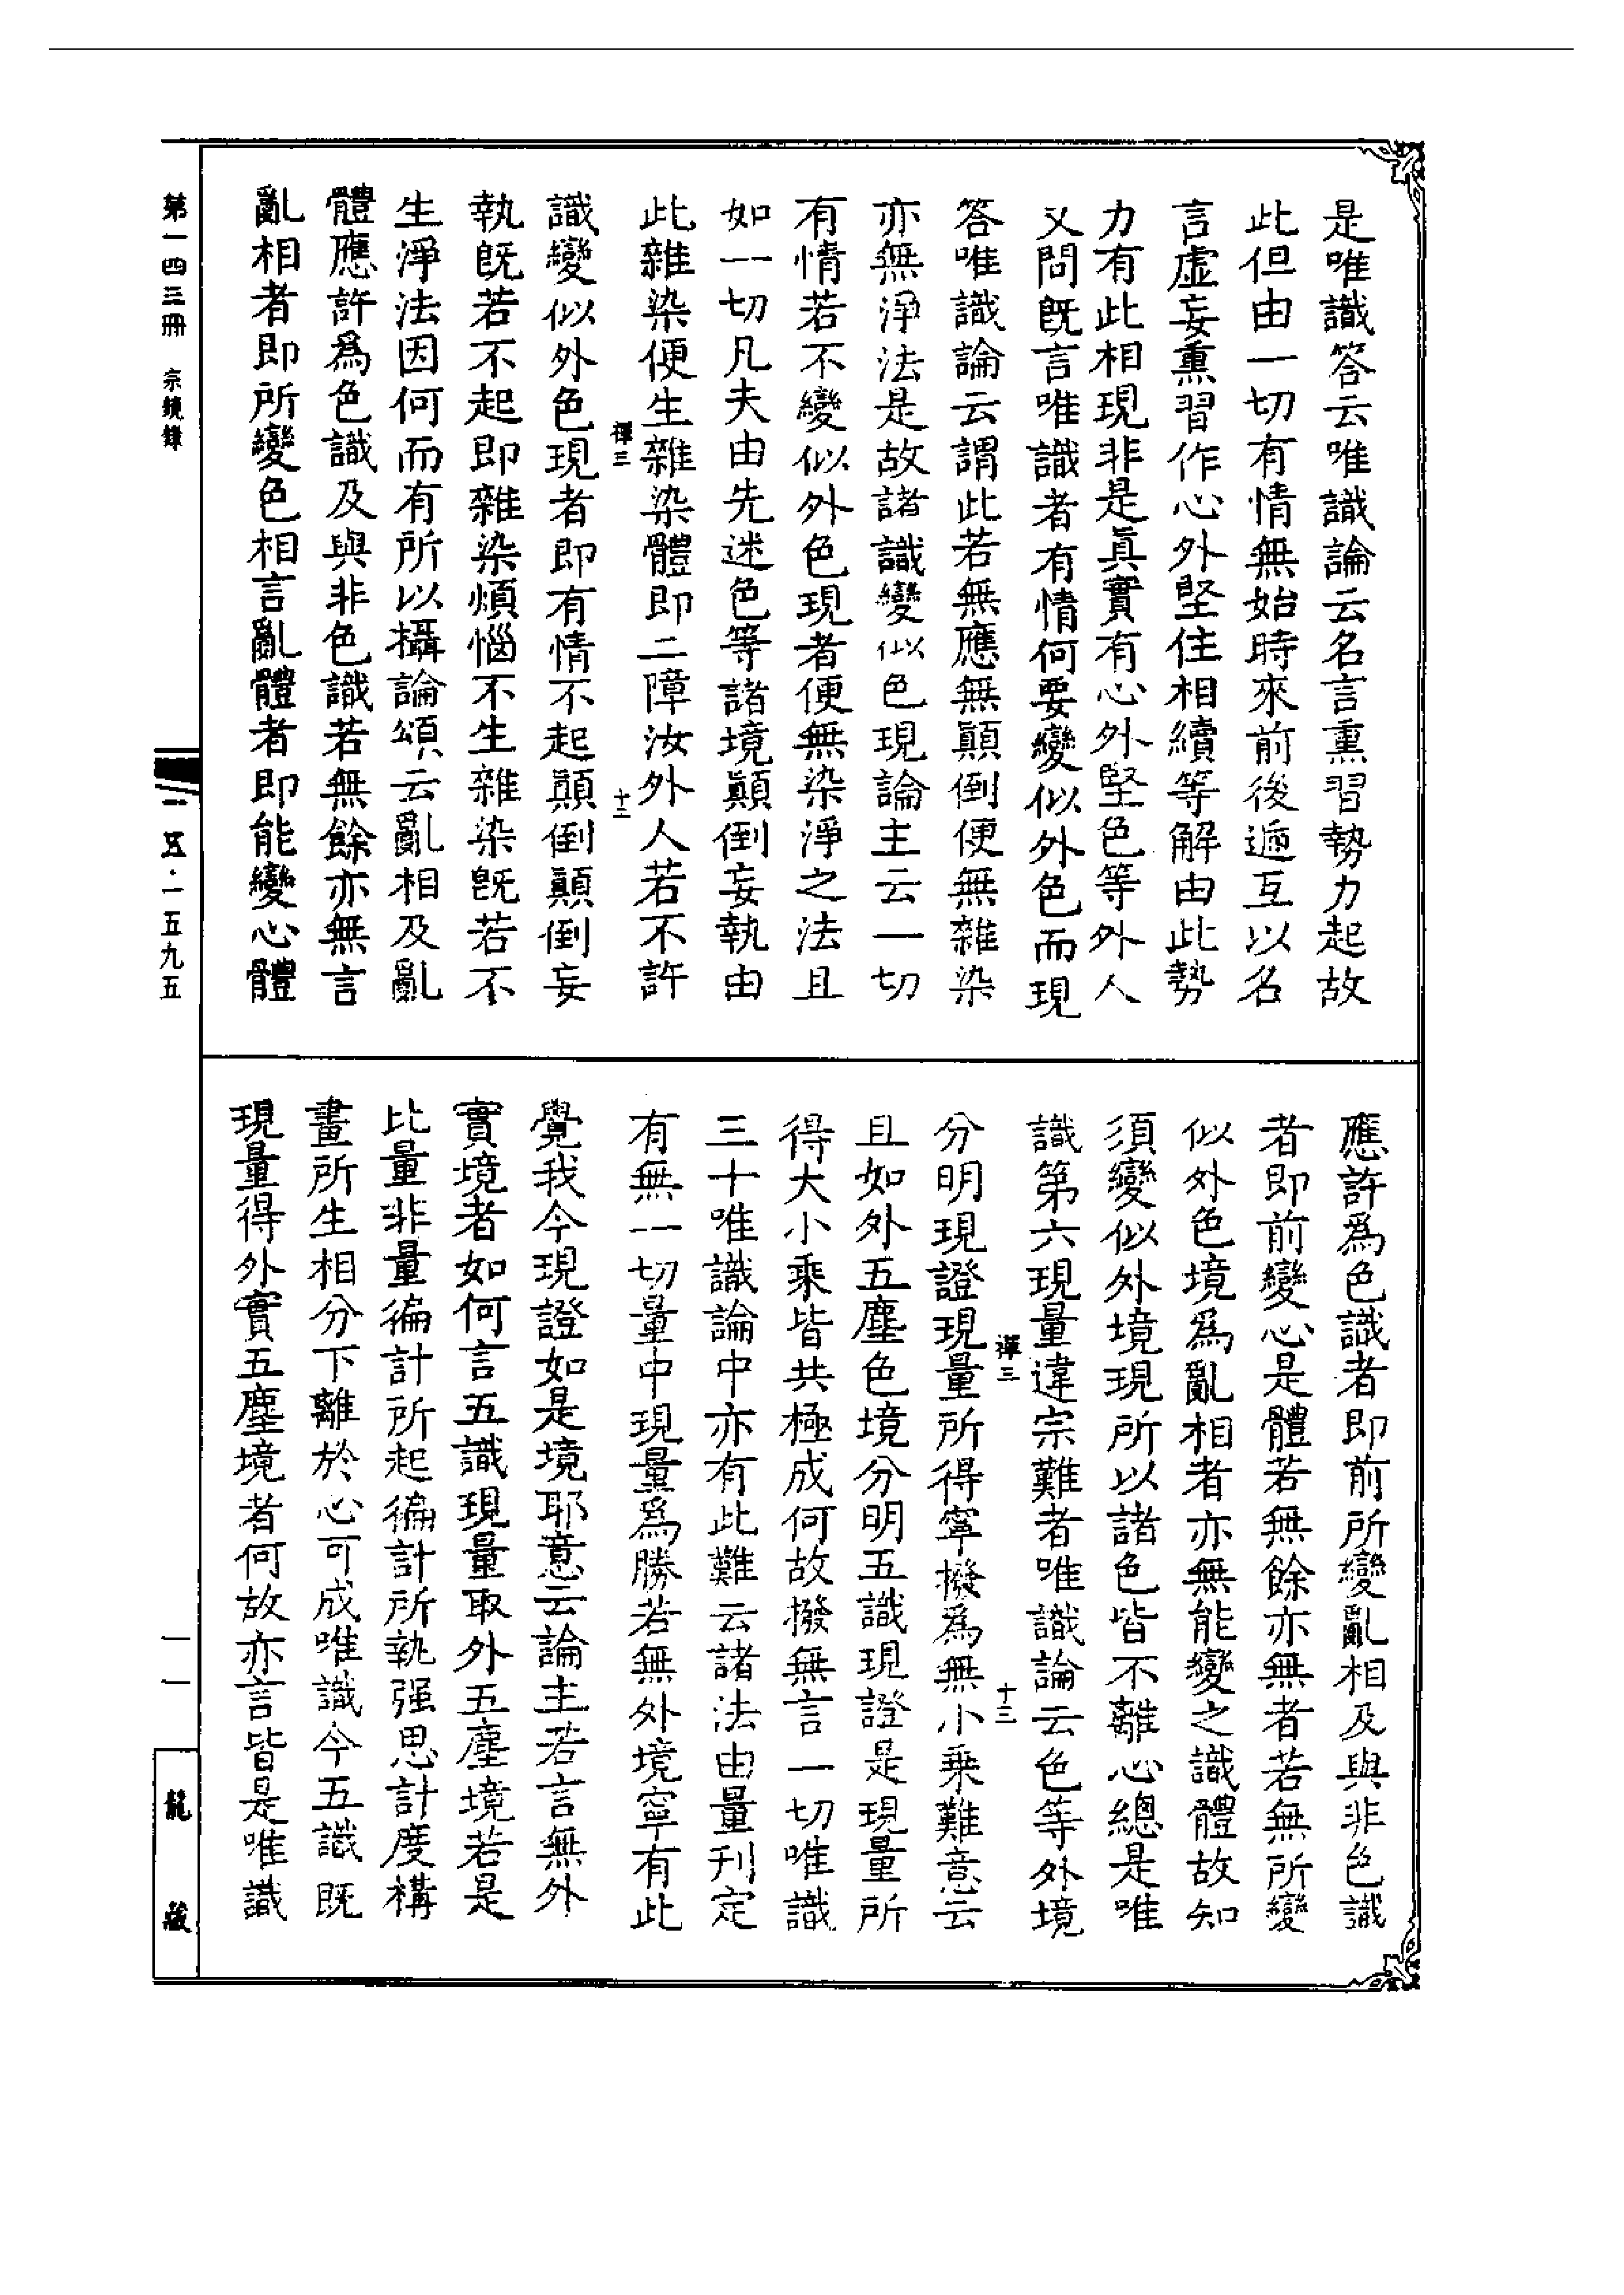 是唯識答云唯識論云名言熏習勢力起故
此但由一切有情無始時來前後遞互以名
言虛妄熏習作心外堅住相續等解由此勢
力有此相現非是眞實有心外堅色等外人
又問旣言唯識者有情何要變似外色而現
答唯識論云謂此若無應無顚倒便無雜染
亦無淨法是故諸識變似色現論主云一切
有情若不變似外色現者便無染淨之法且
如一切凡夫由先迷色等諸境顚倒妄執由
此雜染便生雜染體即二障汝外人若不許
禪三 十二
識變似外色現者即有情不起顚倒顚倒妄
執旣若不起即雜染煩惱不生雜染旣若不
生淨法因何而有所以攝論頌云亂相及亂
體應許爲色識及與非色識若無餘亦無言
亂相者即所變色相言亂體者即能變心體
應許爲色識者即前所變亂相及與非色識
者即前變心是體若無餘亦無者若無所變
似外色境爲亂相者亦無能變之識體故知
須變似外境現所以諸色皆不離心總是唯
識第六現量違宗難者唯識論云色等外境
禪三 十三
分明現證現量所得寧撥爲無小乘難意云
且如外五塵色境分明五識現證是現量所
得大小乘皆共極成何故撥無言一切唯識
三十唯識論中亦有此難云諸法由量刊定
有無一切量中現量爲勝若無外境寧有此
覺我今現證如是境耶意云論主若言無外
實境者如何言五識現量取外五塵境若是
比量非量徧計所起徧計所執强思計度構
畫所生相分下離於心可成唯識今五識既
現量得外實五塵境者何故亦言皆是唯識
第一四三冊 宗鏡錄
一五·一五九五
一一
龍藏